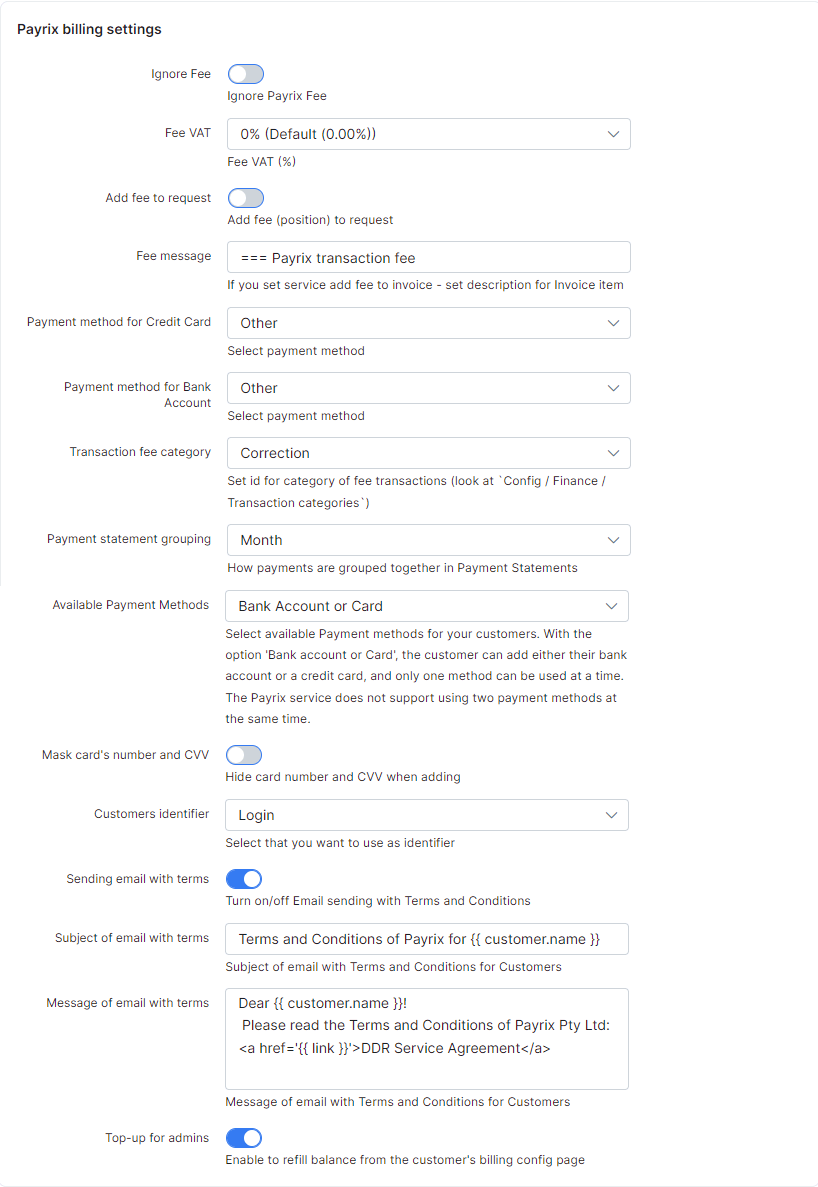 Payrix billing settings
Ignore Fee
Ignore Payrix Fee
Fee VAT
0% (Default (0.00%))
Fee VAT (%)
Add fee to request
Add fee (position) to request
Fee message
=== Payrix transaction fee
If you set service add fee to invoice - set description for Invoice item
Payment method for Credit Card
Other
Select payment method
Payment method for Bank
Account
Other
Select payment method
Transaction fee category
Correction
Set id for category of fee transactions (look at `Config / Finance /
Transaction categories`)
Payment statement grouping
Month
How payments are grouped together in Payment Statements
Available Payment Methods
Bank Account or Card
Select available Payment methods for your customers. With the
option 'Bank account or Card', the customer can add either their bank
account or a credit card, and only one method can be used at a time.
The Payrix service does not support using two payment methods at
the same time.
Mask card's number and CVV
Hide card number and CVV when adding
Customers identifier
Login
Select that you want to use as identifier
Sending email with terms
Turn on/off Email sending with Terms and Conditions
Subject of email with terms
Terms and Conditions of Payrix for {{ customer.name }}
Subject of email with Terms and Conditions for Customers
Message of email with terms
Dear {{ customer.name }}!
Please read the Terms and Conditions of Payrix Pty Ltd:
<a href='{{ link }}'>DDR Service Agreement</a>
Message of email with Terms and Conditions for Customers
Top-up for admins
Enable to refill balance from the customer's billing config page